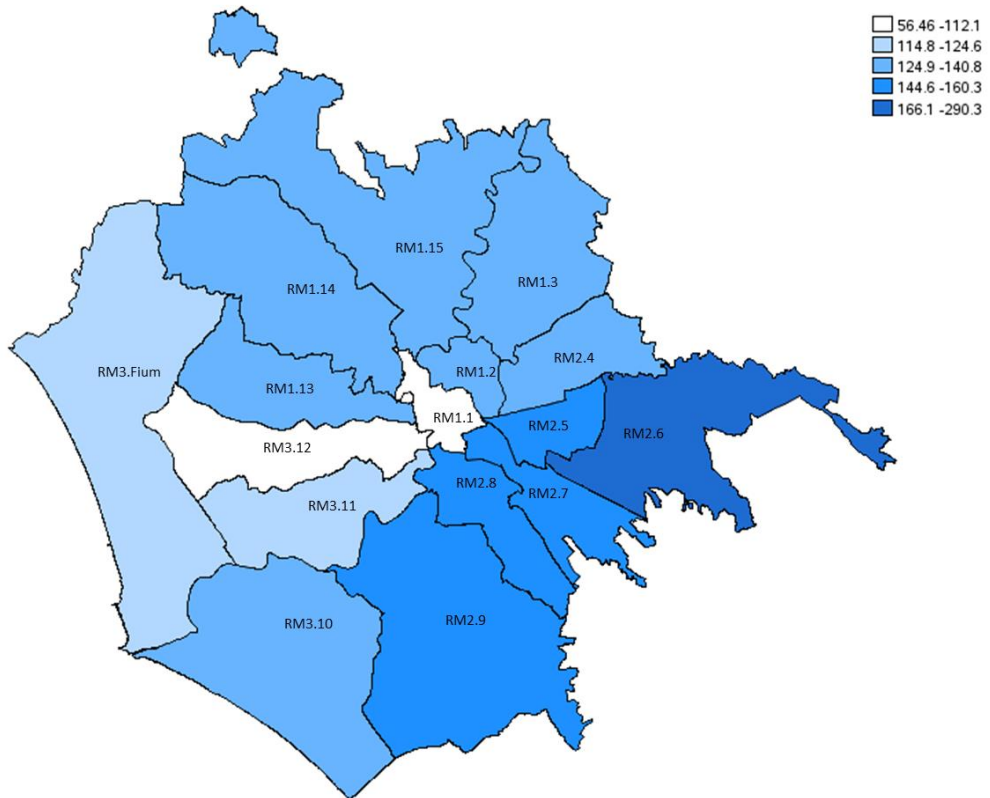 56.46 -112.1
114.8 -124.6
124.9 -140.8
144.6 -160.3
166.1 -290.3
RM1.15
RM1.3
RM1.14
RM2.4
RM3.Fium
RM1.2
RM1.13
RM1.1
RM2.5
RM2.6
RM3.12
RM2.8
RM2.7
RM3.11
RM3.10
RM2.9